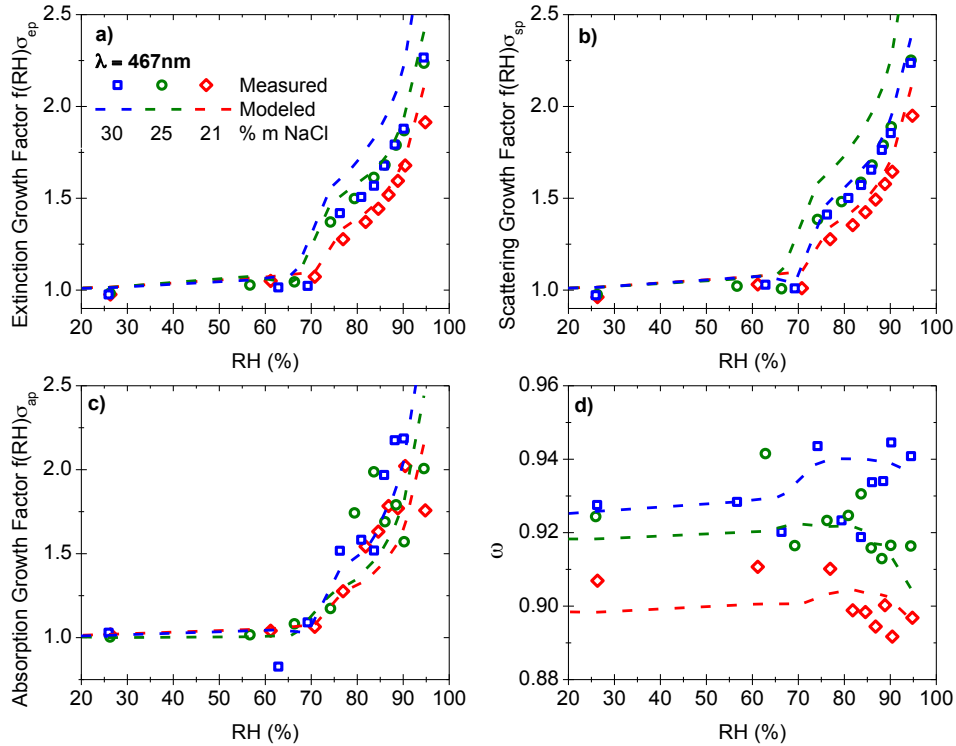 a)
λ = 467nm
Measured
Modeled
30 25 21 % m NaCl
Extinction Growth Factor f(RH)σep
2.5
2.0
1.5
1.0
20 30 40 50 60 70 80 90 100
RH (%)
b)
Scattering Growth Factor f(RH)σsp
2.5
2.0
1.5
1.0
20 30 40 50 60 70 80 90 100
RH (%)
c)
Absorption Growth Factor f(RH)σap
2.5
2.0
1.5
1.0
20 30 40 50 60 70 80 90 100
RH (%)
d)
ω
0.96
0.94
0.92
0.90
0.88
20 30 40 50 60 70 80 90 100
RH (%)